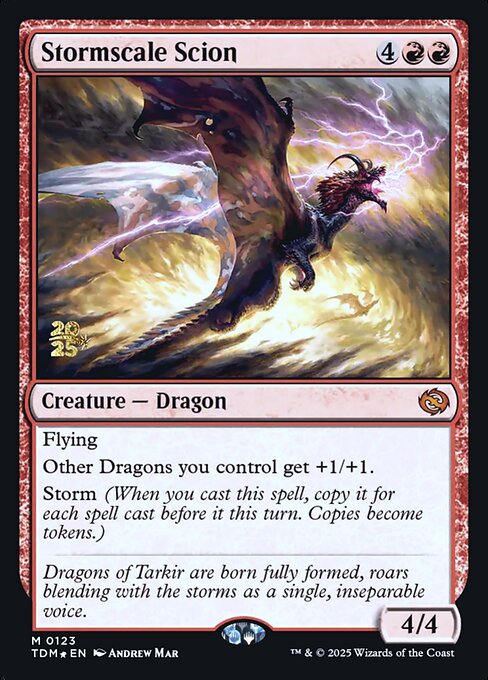 Stormscale Scion 4
2025
Creature — Dragon
Flying
Other Dragons you control get +1/+1.
Storm (When you cast this spell, copy it for
each spell cast before it this turn. Copies become
tokens.)
Dragons of Tarkir are born fully formed, roars
blending with the storms as a single, inseparable
voice.
4/4
M 0123
TDM★EN ANDREW MAR
™ & © 2025 Wizards of the Coast